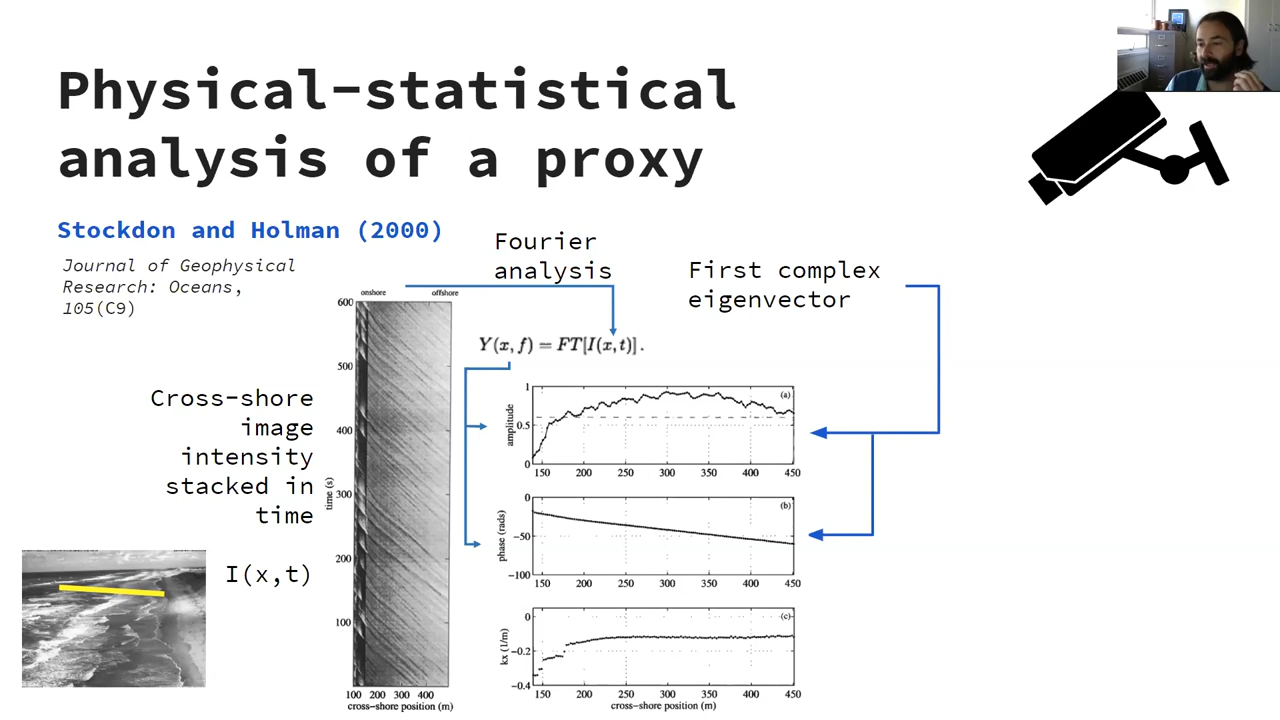 Physical-statistical
analysis of a proxy
Stockdon and Holman (2000)
Journal of Geophysical
Research: Oceans,
105(C9)
Fourier
analysis
First complex
eigenvector
Cross-shore
image
intensity
stacked in
time
I(x,t)
onshore offshore
600
500
400
300
200
100
time (s)
100 200 300 400
cross-shore position (m)
Y(x, f) = FT[I(x,t)].
(a)
1
0.5
0
amplitude
150 200 250 300 350 400 450
(b)
0
−50
−100
phase (rads)
150 200 250 300 350 400 450
(c)
0
−0.2
−0.4
kx (1/m)
150 200 250 300 350 400 450
cross-shore position (m)